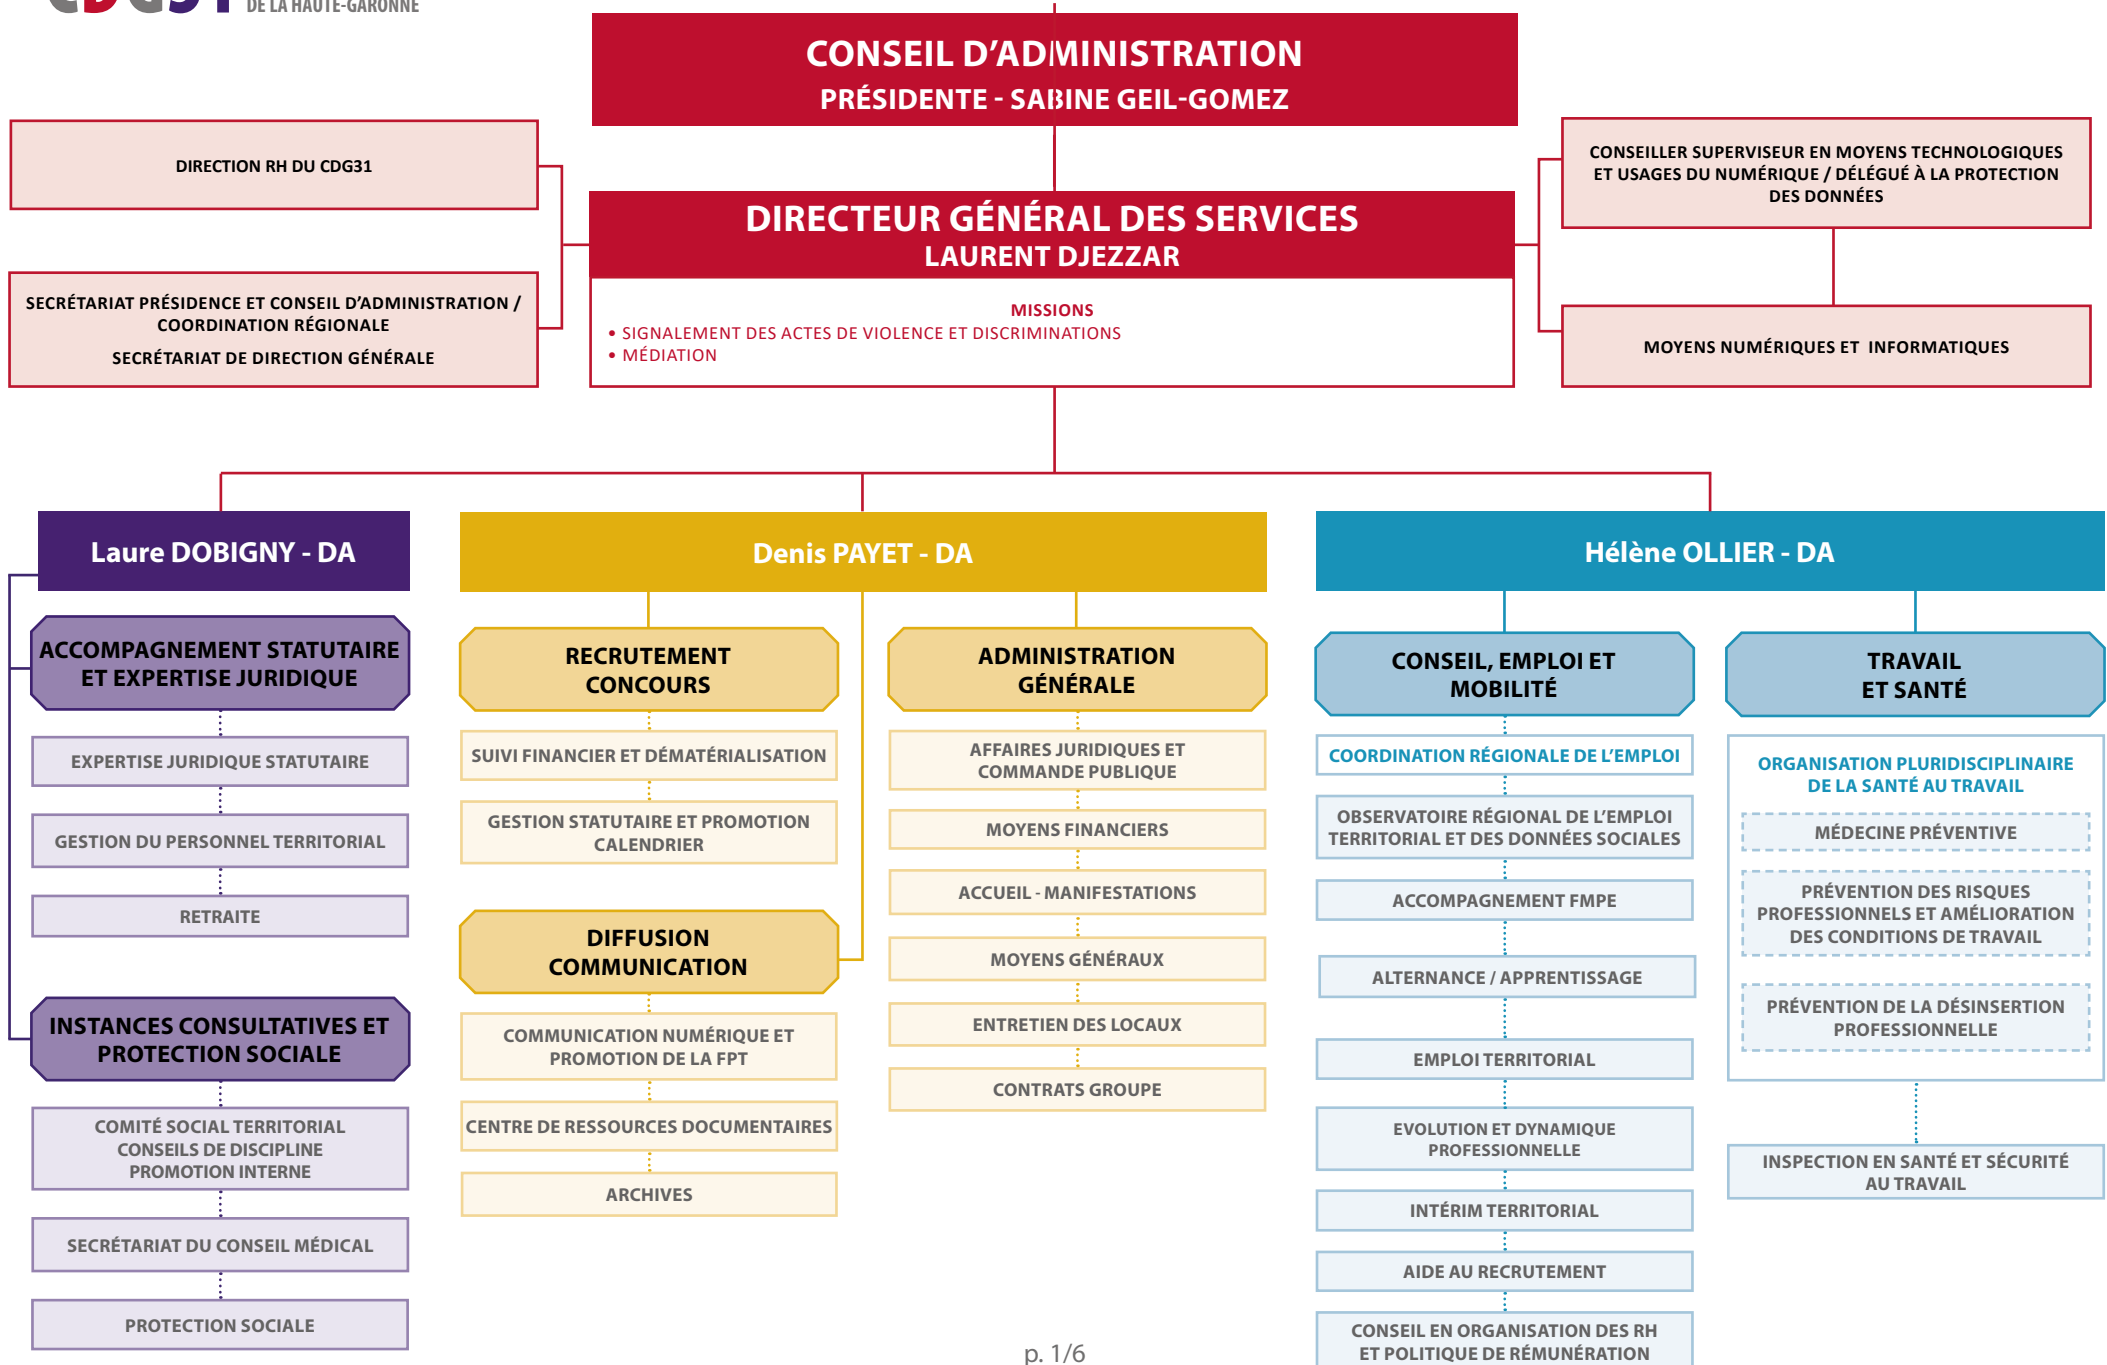 CDG31
DE LA HAUTE-GARONNE
CONSEIL D’ADMINISTRATION
PRÉSIDENTE - SABINE GEIL-GOMEZ
DIRECTION RH DU CDG31
CONSEILLER SUPERVISEUR EN MOYENS TECHNOLOGIQUES
ET USAGES DU NUMÉRIQUE / DÉLÉGUÉ À LA PROTECTION
DES DONNÉES
DIRECTEUR GÉNÉRAL DES SERVICES
LAURENT DJEZZAR
SECRÉTARIAT PRÉSIDENCE ET CONSEIL D’ADMINISTRATION /
COORDINATION RÉGIONALE
SECRÉTARIAT DE DIRECTION GÉNÉRALE
MISSIONS
• SIGNALEMENT DES ACTES DE VIOLENCE ET DISCRIMINATIONS
• MÉDIATION
MOYENS NUMÉRIQUES ET INFORMATIQUES
Laure DOBIGNY - DA
ACCOMPAGNEMENT STATUTAIRE
ET EXPERTISE JURIDIQUE
EXPERTISE JURIDIQUE STATUTAIRE
GESTION DU PERSONNEL TERRITORIAL
RETRAITE
INSTANCES CONSULTATIVES ET
PROTECTION SOCIALE
COMITÉ SOCIAL TERRITORIAL
CONSEILS DE DISCIPLINE
PROMOTION INTERNE
SECRÉTARIAT DU CONSEIL MÉDICAL
PROTECTION SOCIALE
Denis PAYET - DA
RECRUTEMENT
CONCOURS
SUIVI FINANCIER ET DÉMATÉRIALISATION
GESTION STATUTAIRE ET PROMOTION
CALENDRIER
DIFFUSION
COMMUNICATION
COMMUNICATION NUMÉRIQUE ET
PROMOTION DE LA FPT
CENTRE DE RESSOURCES DOCUMENTAIRES
ARCHIVES
ADMINISTRATION
GÉNÉRALE
AFFAIRES JURIDIQUES ET
COMMANDE PUBLIQUE
MOYENS FINANCIERS
ACCUEIL - MANIFESTATIONS
MOYENS GÉNÉRAUX
ENTRETIEN DES LOCAUX
CONTRATS GROUPE
Hélène OLLIER - DA
CONSEIL, EMPLOI ET
MOBILITÉ
COORDINATION RÉGIONALE DE L’EMPLOI
OBSERVATOIRE RÉGIONAL DE L’EMPLOI
TERRITORIAL ET DES DONNÉES SOCIALES
ACCOMPAGNEMENT FMPE
ALTERNANCE / APPRENTISSAGE
EMPLOI TERRITORIAL
EVOLUTION ET DYNAMIQUE
PROFESSIONNELLE
INTÉRIM TERRITORIAL
AIDE AU RECRUTEMENT
CONSEIL EN ORGANISATION DES RH
ET POLITIQUE DE RÉMUNÉRATION
TRAVAIL
ET SANTÉ
ORGANISATION PLURIDISCIPLINAIRE
DE LA SANTÉ AU TRAVAIL
MÉDECINE PRÉVENTIVE
PRÉVENTION DES RISQUES
PROFESSIONNELS ET AMÉLIORATION
DES CONDITIONS DE TRAVAIL
PRÉVENTION DE LA DÉSINSERTION
PROFESSIONNELLE
INSPECTION EN SANTÉ ET SÉCURITÉ
AU TRAVAIL
p. 1/6